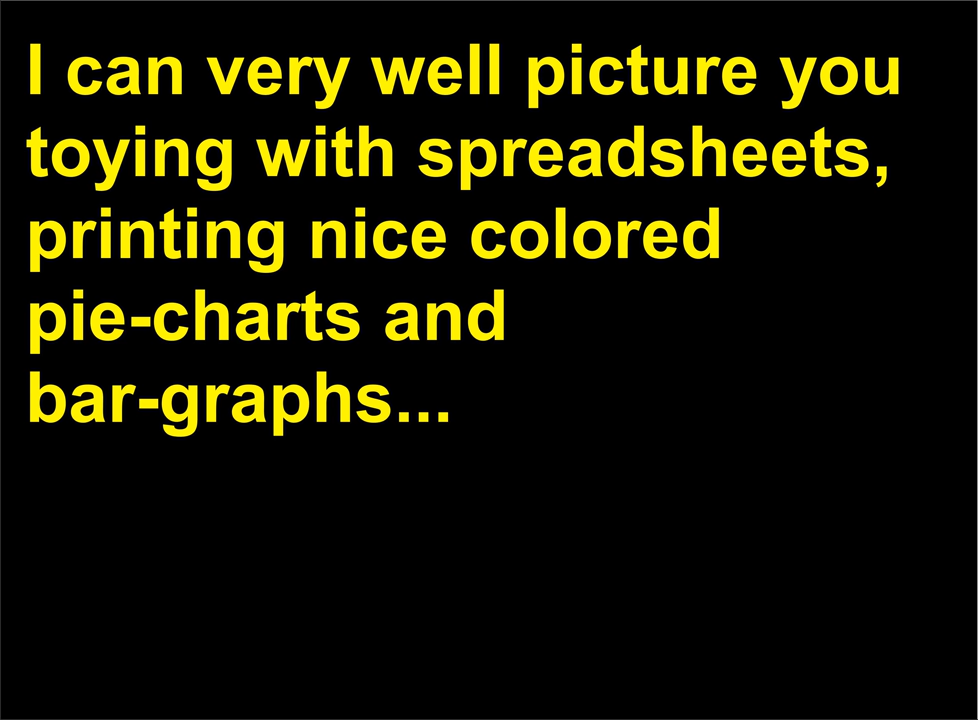 I can very well picture you
toying with spreadsheets,
printing nice colored
pie-charts and
bar-graphs...